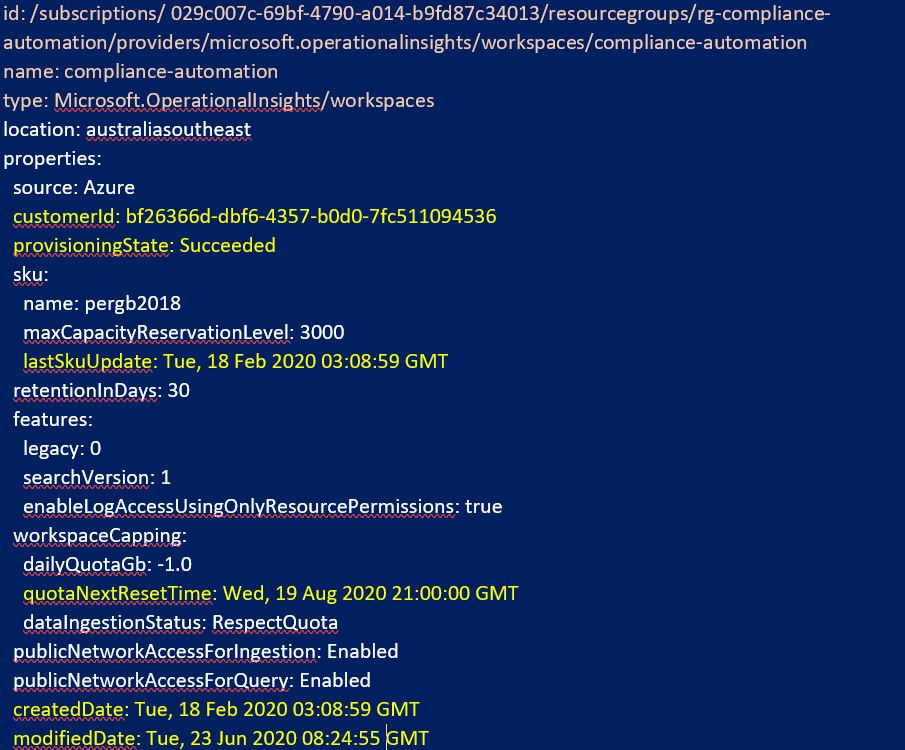 id: /subscriptions/ 029c007c-69bf-4790-a014-b9fd87c34013/resourcegroups/rg-compliance-
automation/providers/microsoft.operationalinsights/workspaces/compliance-automation
name: compliance-automation
type: Microsoft.OperationalInsights/workspaces
location: australiasoutheast
properties:
  source: Azure
  customerId: bf26366d-dbf6-4357-b0d0-7fc511094536
  provisioningState: Succeeded
  sku:
    name: pergb2018
    maxCapacityReservationLevel: 3000
    lastSkuUpdate: Tue, 18 Feb 2020 03:08:59 GMT
  retentionInDays: 30
  features:
    legacy: 0
    searchVersion: 1
    enableLogAccessUsingOnlyResourcePermissions: true
  workspaceCapping:
    dailyQuotaGb: -1.0
    quotaNextResetTime: Wed, 19 Aug 2020 21:00:00 GMT
    dataIngestionStatus: RespectQuota
  publicNetworkAccessForIngestion: Enabled
  publicNetworkAccessForQuery: Enabled
  createdDate: Tue, 18 Feb 2020 03:08:59 GMT
  modifiedDate: Tue, 23 Jun 2020 08:24:55 GMT